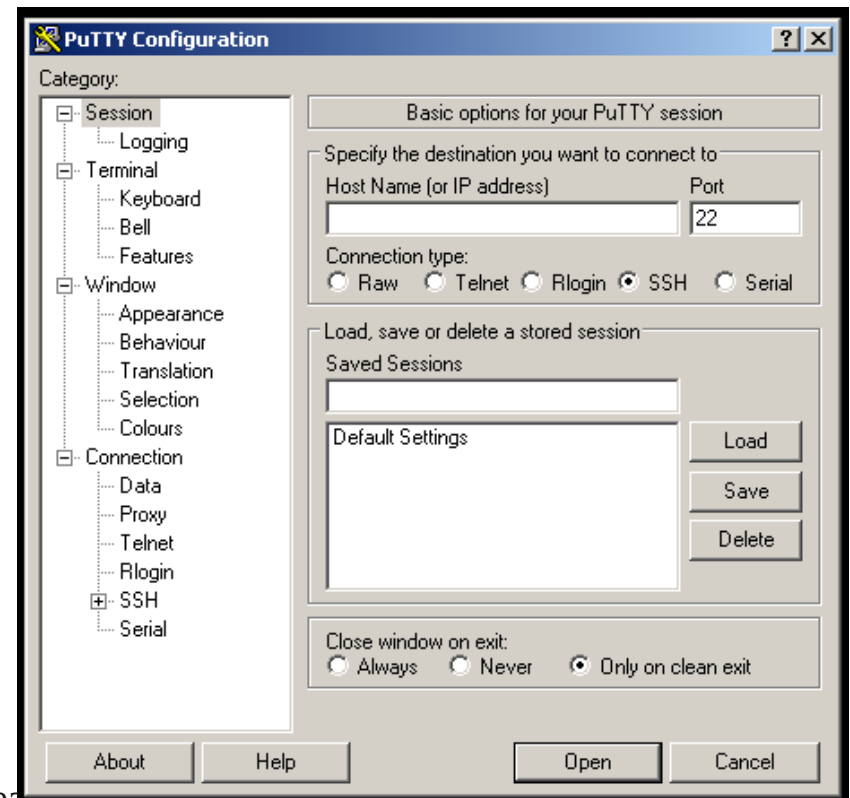 PuTTY Configuration
Category:
Session
Logging
Terminal
Keyboard
Bell
Features
Window
Appearance
Behaviour
Translation
Selection
Colours
Connection
Data
Proxy
Telnet
Rlogin
SSH
Serial
Basic options for your PuTTY session
Specify the destination you want to connect to
Host Name (or IP address) Port
22
Connection type:
Raw Telnet Rlogin SSH Serial
Load, save or delete a stored session
Saved Sessions
Default Settings
Load
Save
Delete
Close window on exit:
Always Never Only on clean exit
About Help Open Cancel